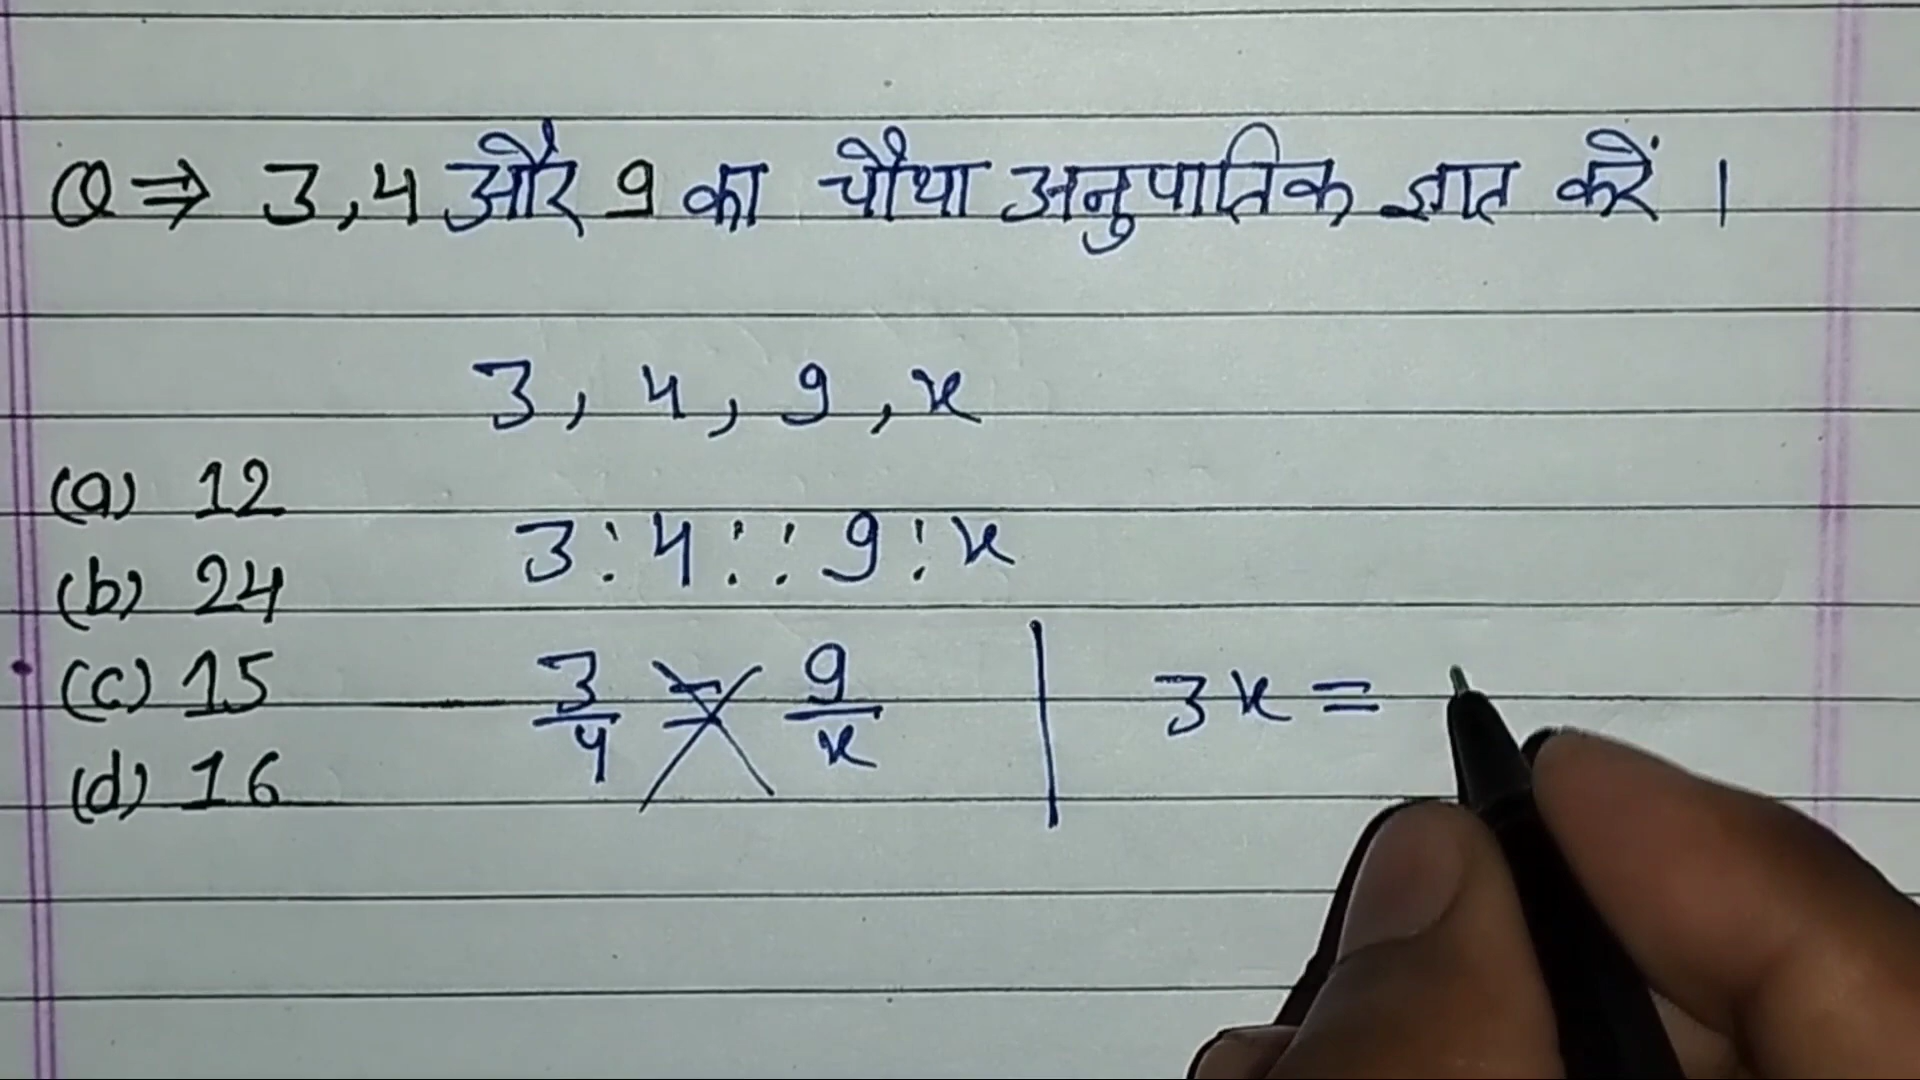 Q⇒ 3,4 और 9 का चौथा अनुपातिक ज्ञात करें ।
3, 4, 9, x
(a) 12
3:4::9:x
(b) 24
(c) 15
3/4 = 9/x | 3x =
(d) 16